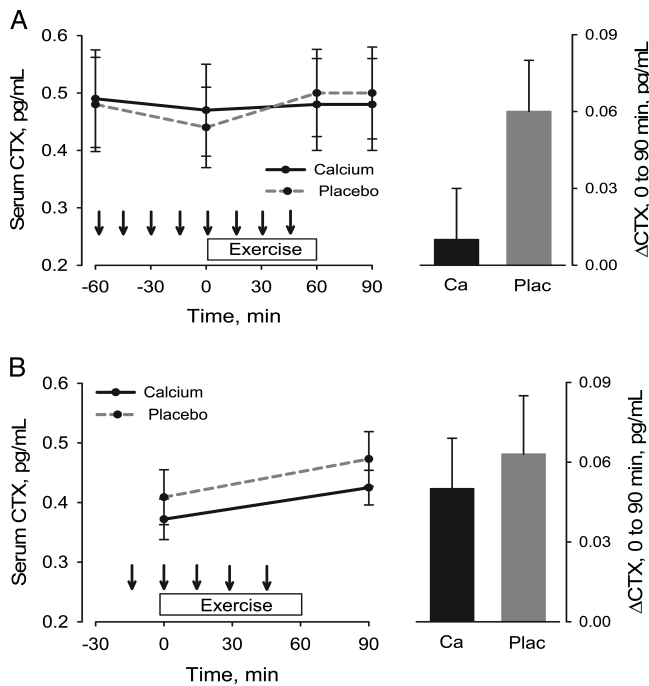 A
0.6
0.5
0.4
0.3
0.2
Serum CTX, pg/mL
Calcium
Placebo
Exercise
-60 -30 0 30 60 90
Time, min
0.09
0.06
0.03
0.00
ΔCTX, 0 to 90 min, pg/mL
Ca Plac
B
0.6
0.5
0.4
0.3
0.2
Serum CTX, pg/mL
Calcium
Placebo
Exercise
-30 0 30 60 90
Time, min
0.09
0.06
0.03
0.00
ΔCTX, 0 to 90 min, pg/mL
Ca Plac